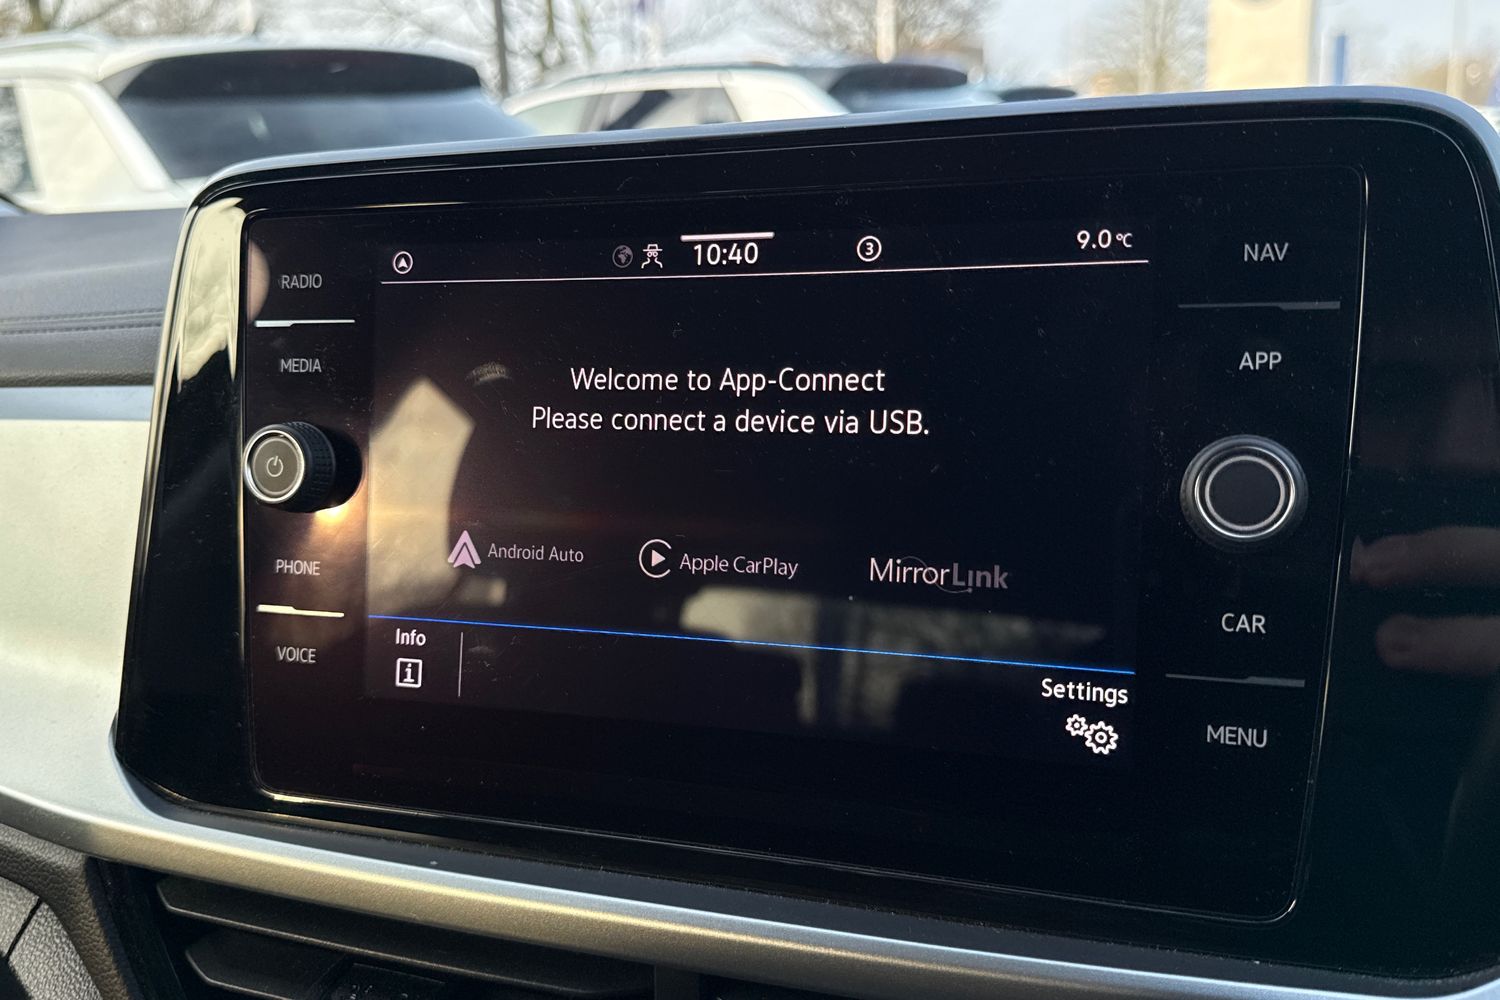 10:40
3
9.0°C
RADIO
MEDIA
PHONE
VOICE
Welcome to App-Connect
Please connect a device via USB.
Android Auto
Apple CarPlay
MirrorLink
Info
i
Settings
NAV
APP
CAR
MENU